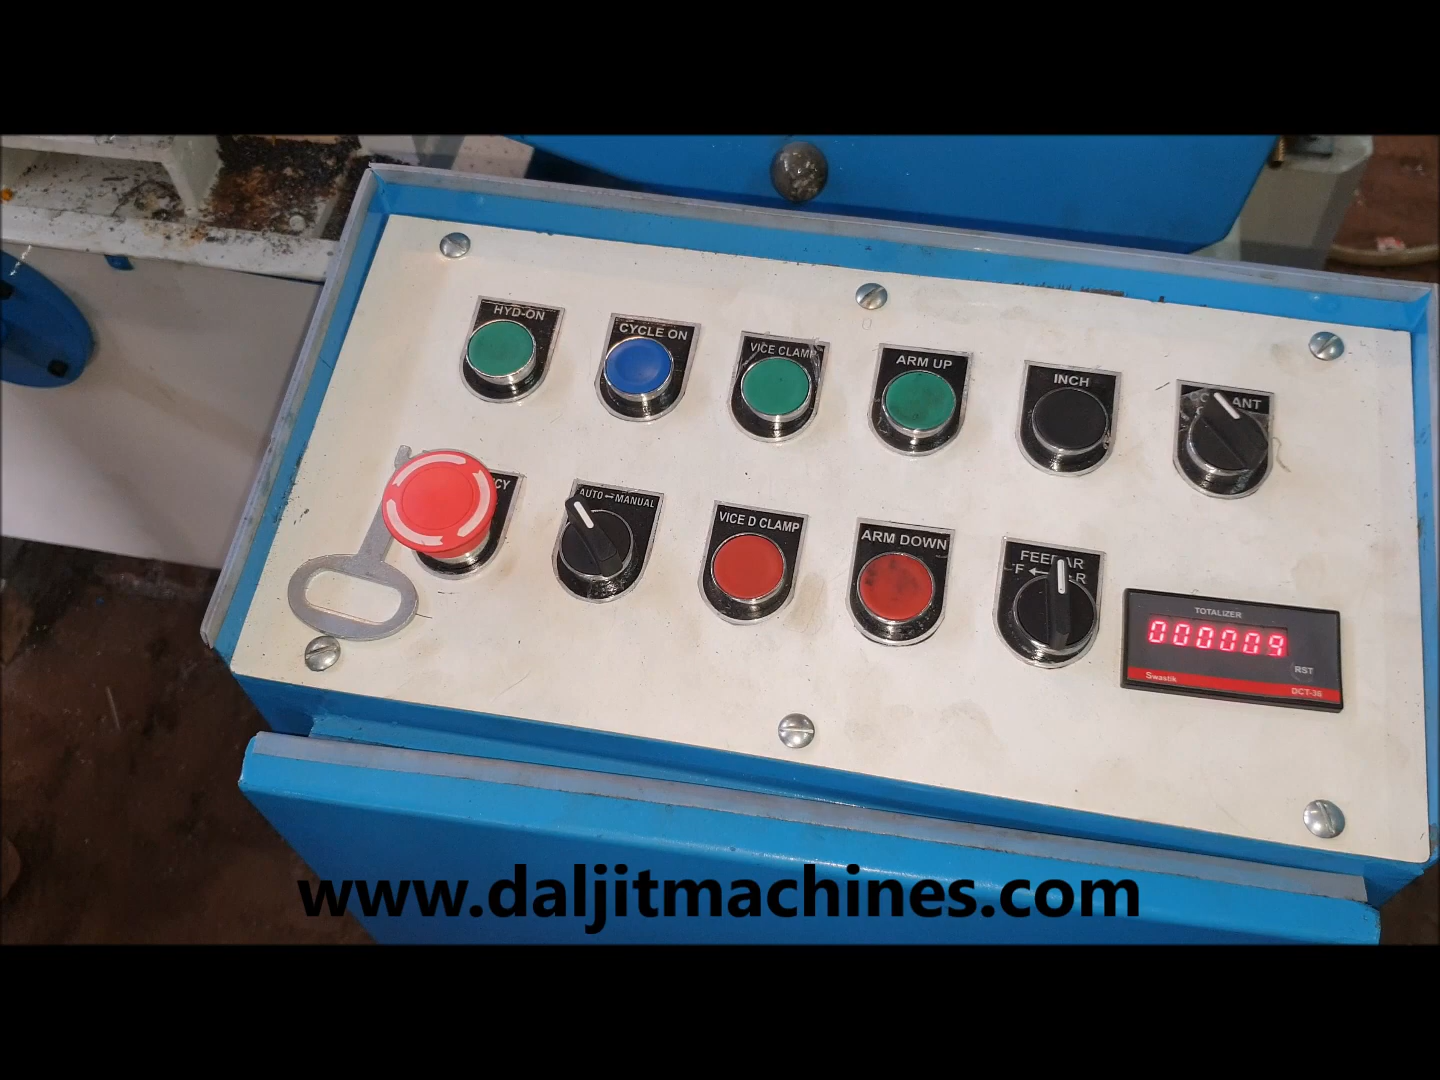 HYD-ON
CYCLE ON
VICE CLAMP
ARM UP
INCH
AUTO MANUAL
VICE D CLAMP
ARM DOWN
F ← R
TOTALIZER
000009
RST
Swastik
DCT-36
www.daljitmachines.com